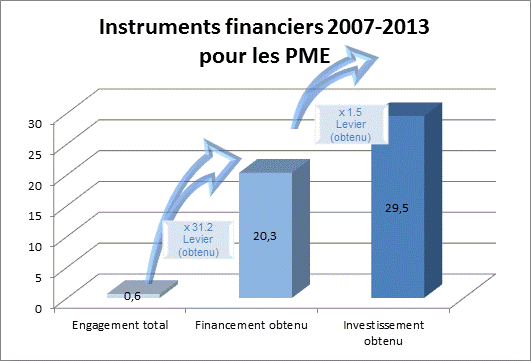 Instruments financiers 2007-2013
pour les PME
x 1.5
Levier
(obtenu)
x 31.2
Levier
(obtenu)
30
25
20
15
10
5
0
0,6
20,3
29,5
Engagement total
Financement obtenu
Investissement
obtenu